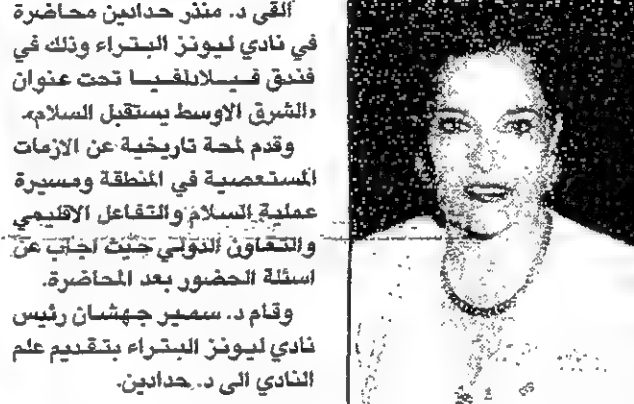 القى د. منذر حدادين محاضرة
في نادي ليونز البتراء وذلك في
فندق فيلادلفيا تحت عنوان
«الشرق الاوسط يستقبل السلام».
وقدم لمحة تاريخية عن الازمات
المستعصية في المنطقة ومسيرة
عملية السلام والتفاعل الاقليمي
والتعاون الدولي حيث اجاب عن
اسئلة الحضور بعد المحاضرة.
وقام د. سمير جهشان رئيس
نادي ليونز البتراء بتقديم علم
النادي الى د. حدادين.